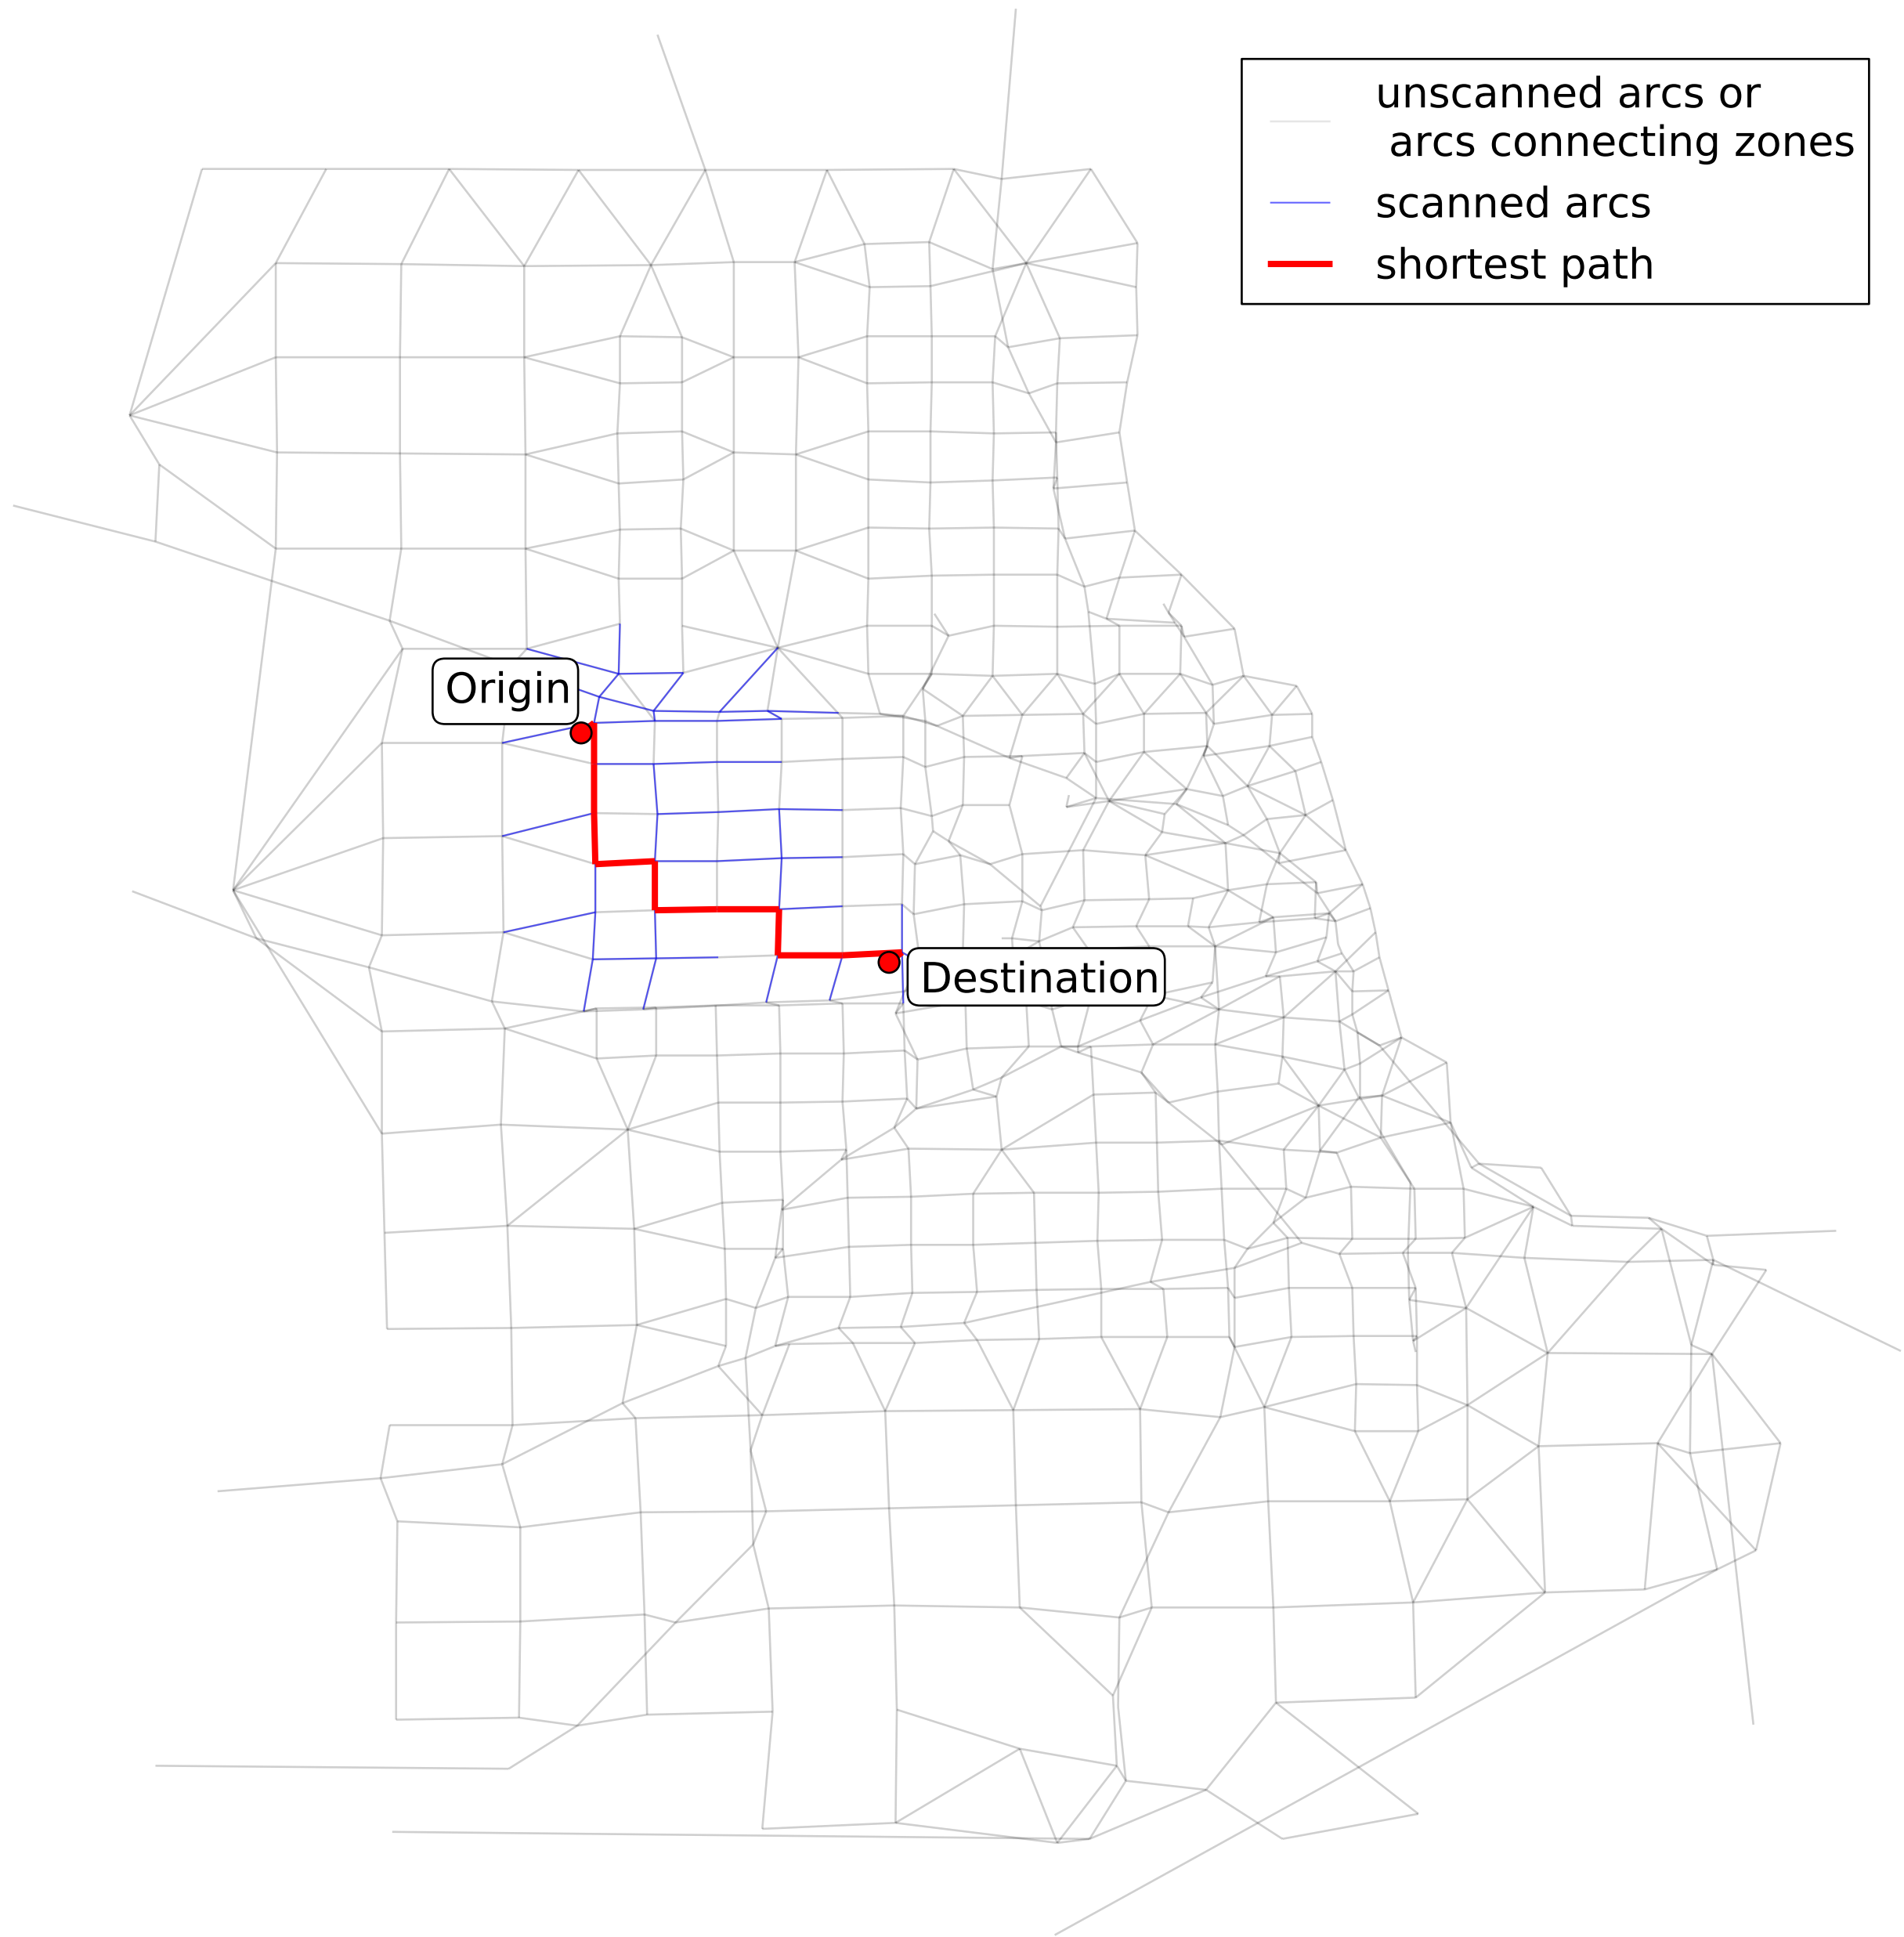 unscanned arcs or
arcs connecting zones
scanned arcs
shortest path
Origin
Destination